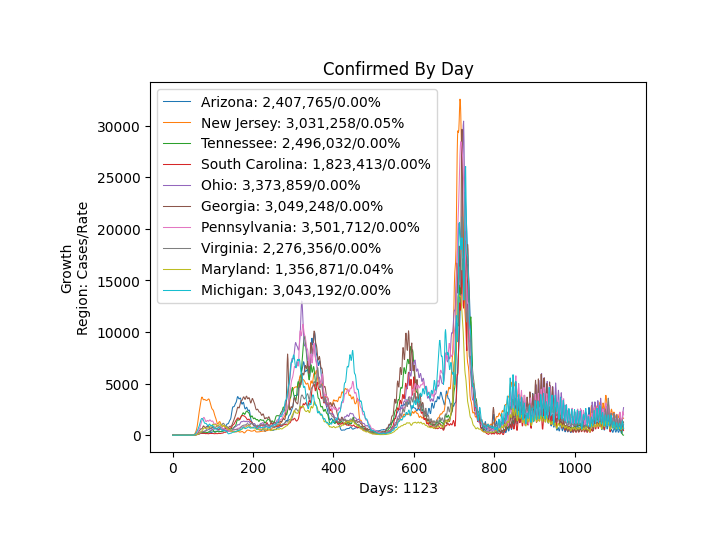 Confirmed By Day
Arizona: 2,407,765/0.00%
New Jersey: 3,031,258/0.05%
Tennessee: 2,496,032/0.00%
South Carolina: 1,823,413/0.00%
Ohio: 3,373,859/0.00%
Georgia: 3,049,248/0.00%
Pennsylvania: 3,501,712/0.00%
Virginia: 2,276,356/0.00%
Maryland: 1,356,871/0.04%
Michigan: 3,043,192/0.00%
Growth
Region: Cases/Rate
30000
25000
20000
15000
10000
5000
0
0 200 400 600 800 1000
Days: 1123